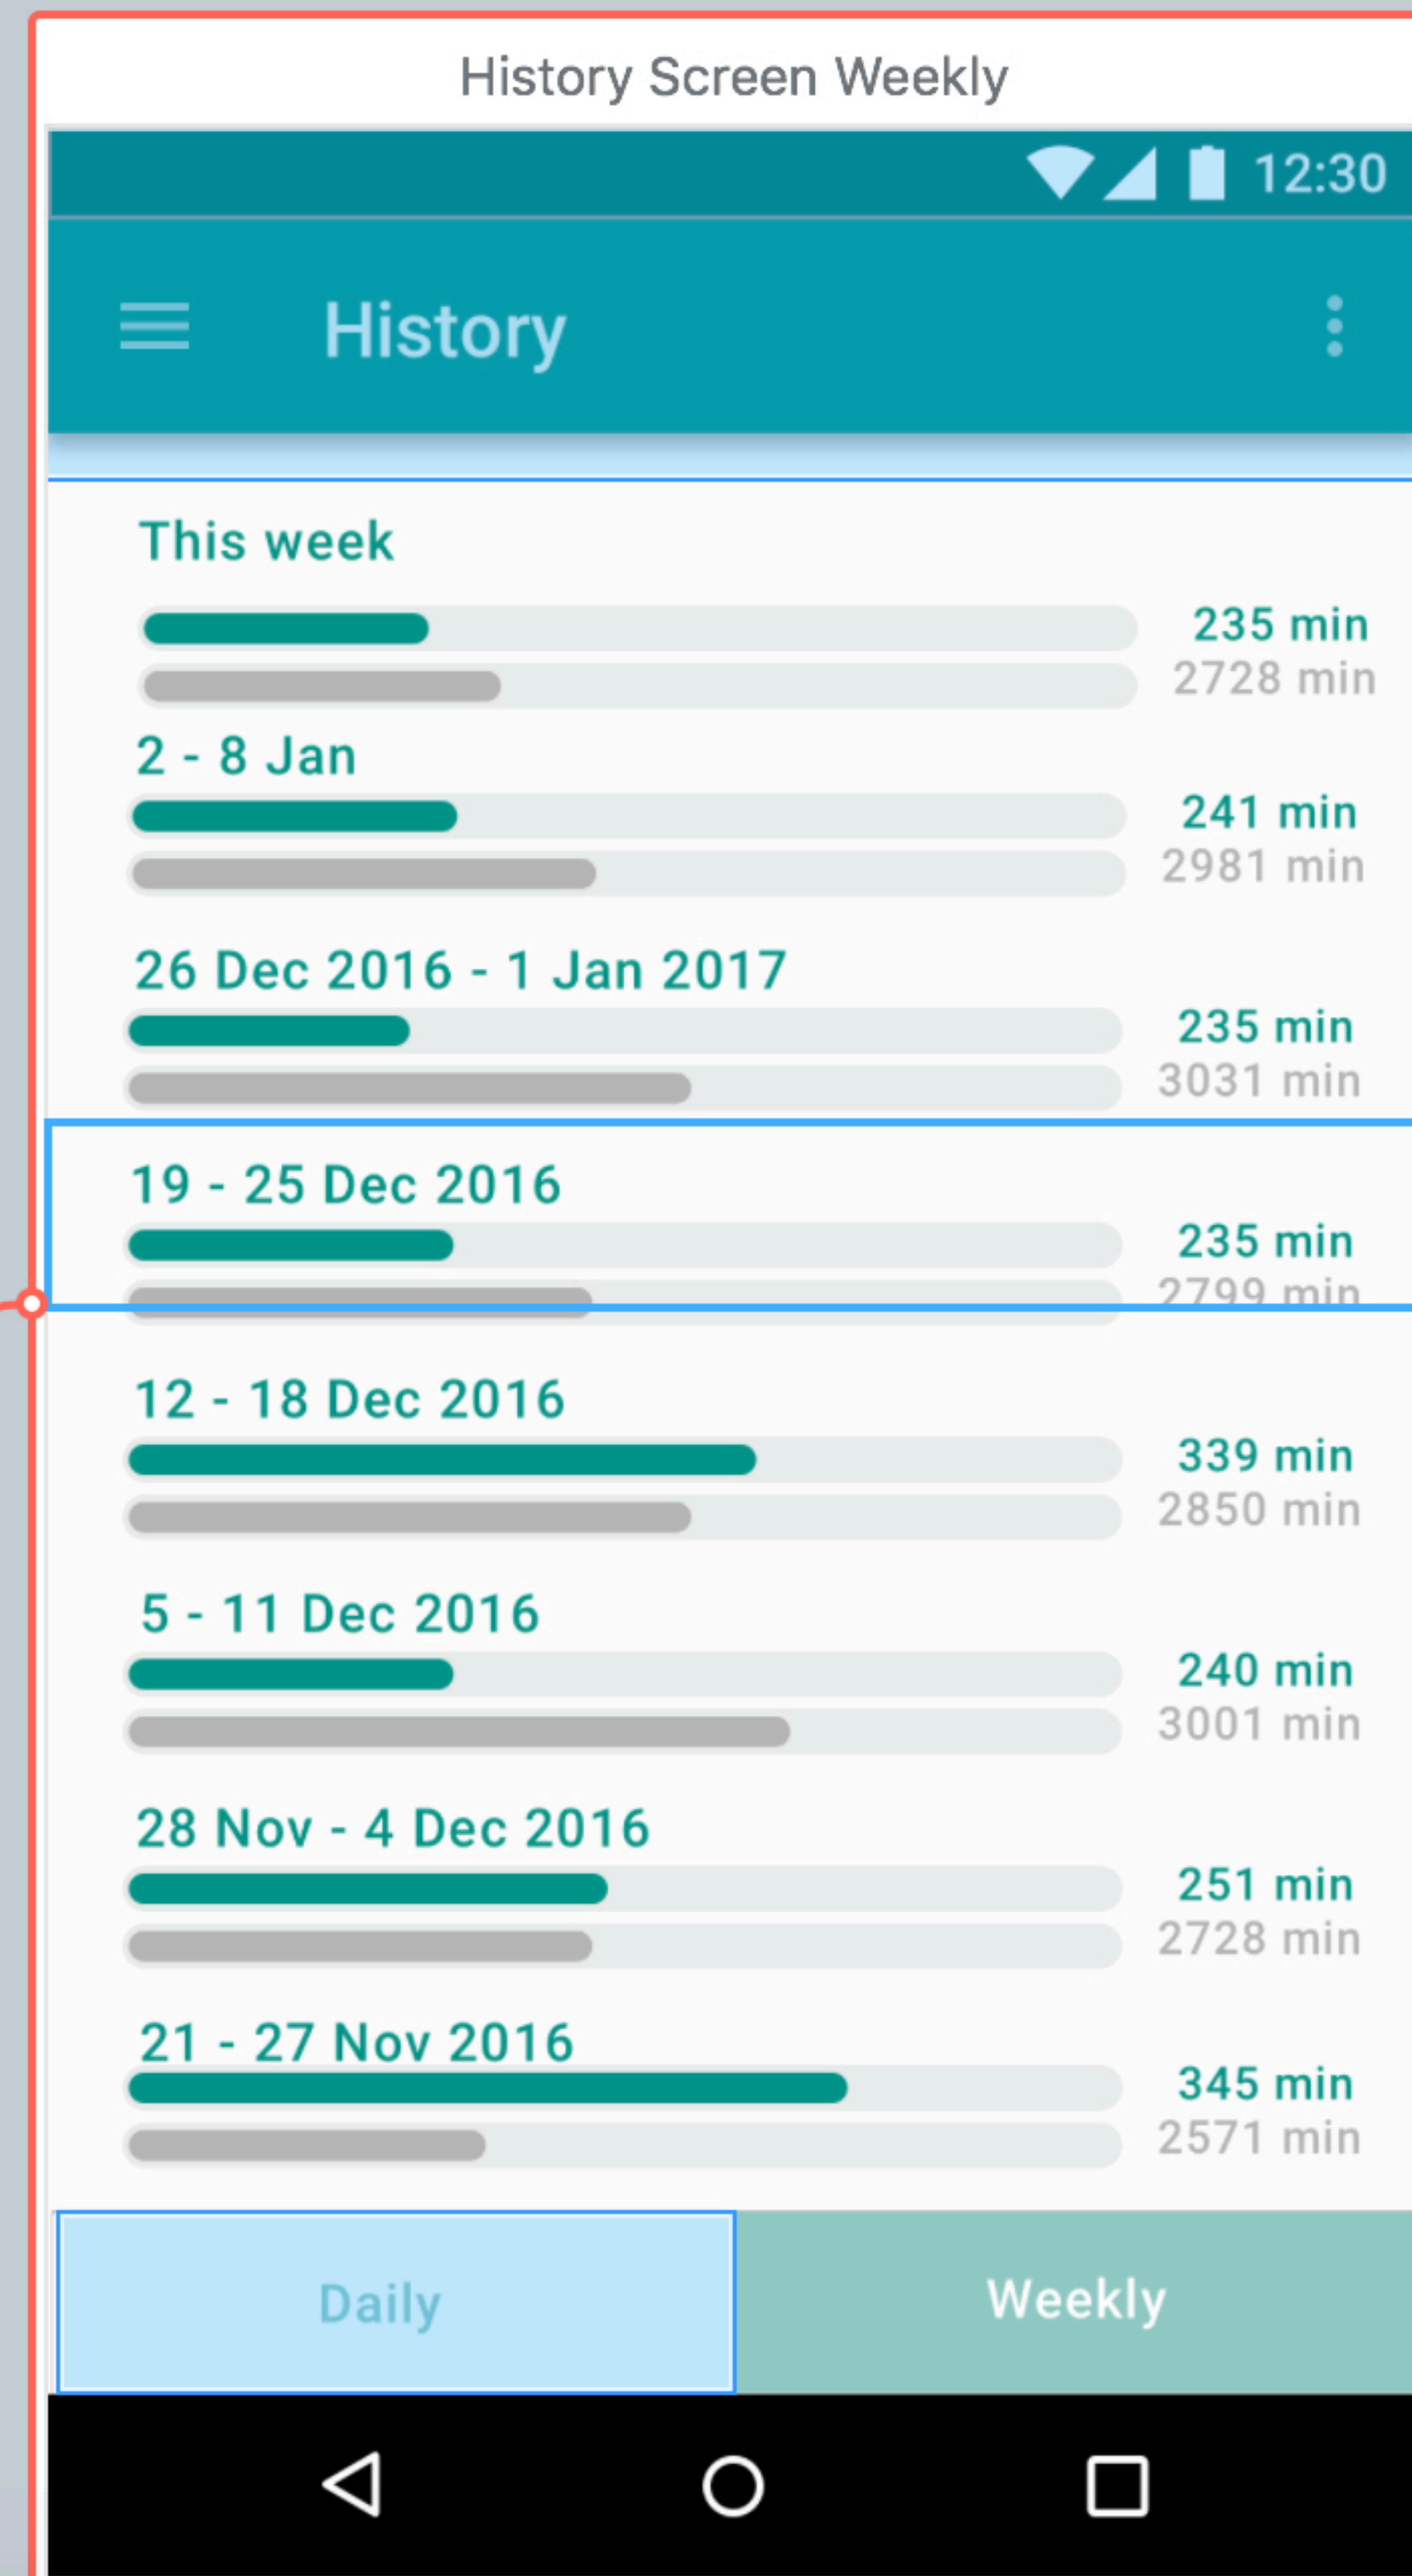 History Screen Weekly
12:30
History
This week
235 min
2728 min
2 - 8 Jan
241 min
2981 min
26 Dec 2016 - 1 Jan 2017
235 min
3031 min
19 - 25 Dec 2016
235 min
2799 min
12 - 18 Dec 2016
339 min
2850 min
5 - 11 Dec 2016
240 min
3001 min
28 Nov - 4 Dec 2016
251 min
2728 min
21 - 27 Nov 2016
345 min
2571 min
Daily
Weekly